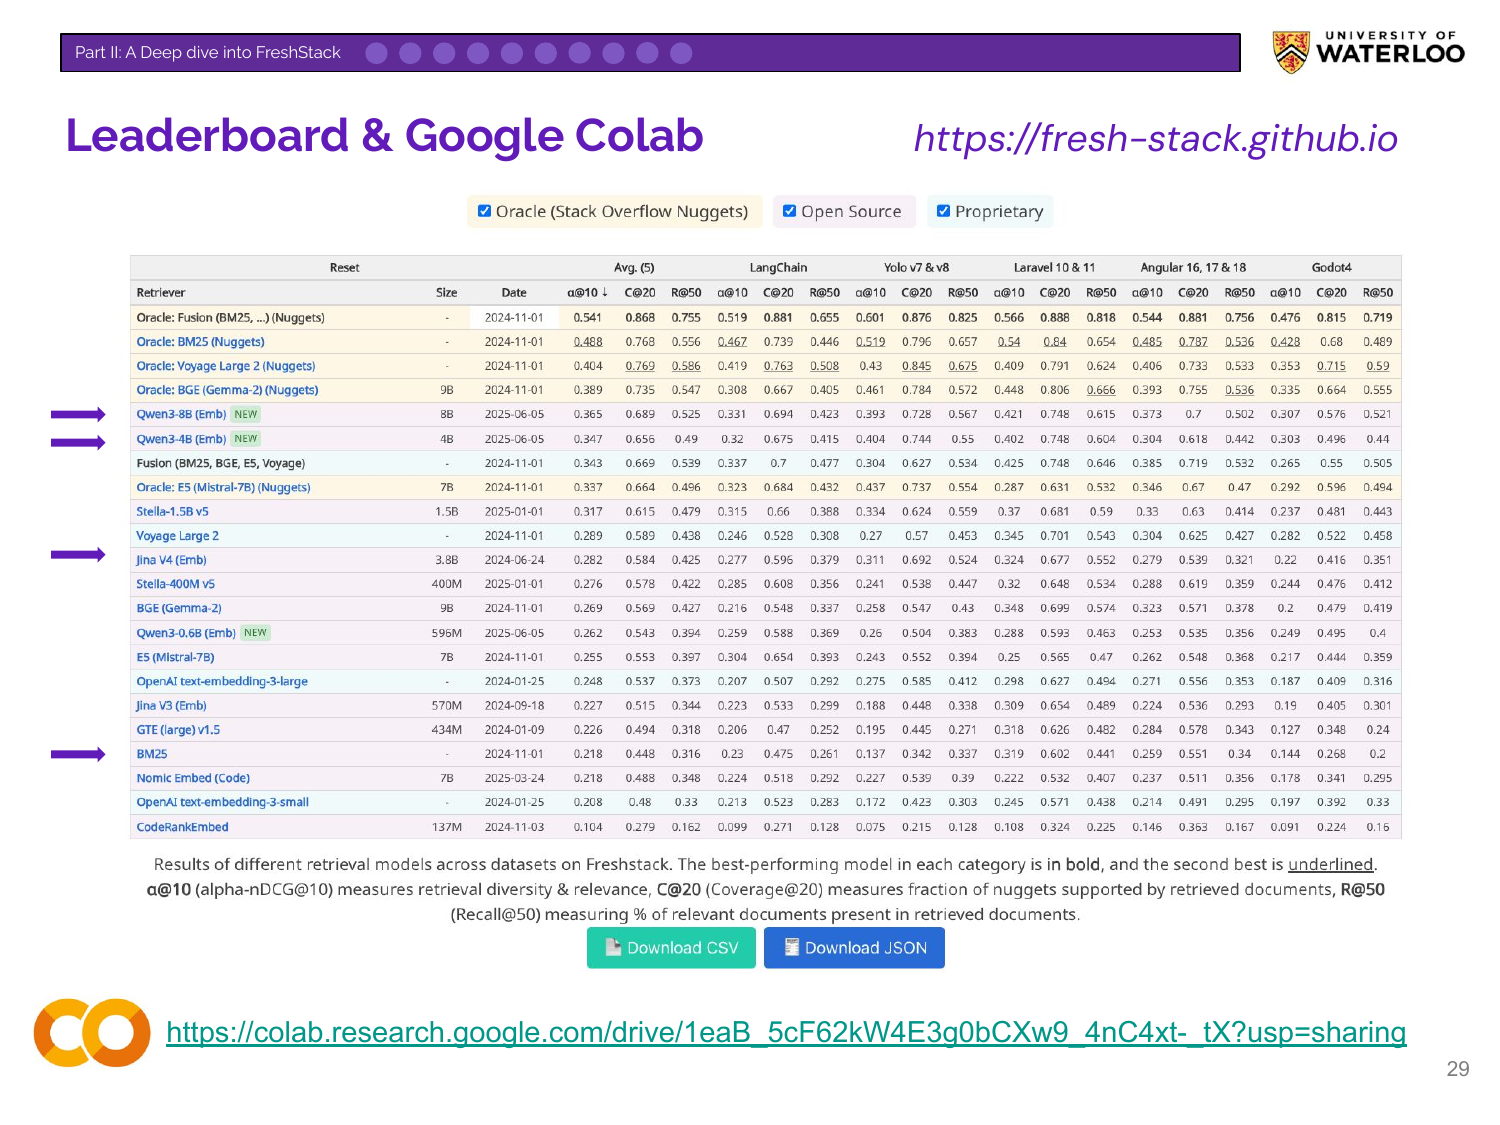 Part II: A Deep dive into FreshStack
UNIVERSITY OF
WATERLOO
Leaderboard & Google Colab
https://fresh-stack.github.io
Oracle (Stack Overflow Nuggets) Open Source Proprietary
Reset Avg. (5) LangChain Yolo v7 & v8 Laravel 10 & 11 Angular 16, 17 & 18 Godot4
Retriever Size Date α@10 ↓ C@20 R@50 α@10 C@20 R@50 α@10 C@20 R@50 α@10 C@20 R@50 α@10 C@20 R@50 α@10 C@20 R@50
Oracle: Fusion (BM25, ...) (Nuggets) - 2024-11-01 0.541 0.868 0.755 0.519 0.881 0.655 0.601 0.876 0.825 0.566 0.888 0.818 0.544 0.881 0.756 0.476 0.815 0.719
Oracle: BM25 (Nuggets) - 2024-11-01 0.488 0.768 0.556 0.467 0.739 0.446 0.519 0.796 0.657 0.54 0.84 0.654 0.485 0.787 0.536 0.428 0.68 0.489
Oracle: Voyage Large 2 (Nuggets) - 2024-11-01 0.404 0.769 0.586 0.419 0.763 0.508 0.43 0.845 0.675 0.409 0.791 0.624 0.406 0.733 0.533 0.353 0.715 0.59
Oracle: BGE (Gemma-2) (Nuggets) 9B 2024-11-01 0.389 0.735 0.547 0.308 0.667 0.405 0.461 0.784 0.572 0.448 0.806 0.666 0.393 0.755 0.536 0.335 0.664 0.555
Qwen3-8B (Emb) NEW 8B 2025-06-05 0.365 0.689 0.525 0.331 0.694 0.423 0.393 0.728 0.567 0.421 0.748 0.615 0.373 0.7 0.502 0.307 0.576 0.521
Qwen3-4B (Emb) NEW 4B 2025-06-05 0.347 0.656 0.49 0.32 0.675 0.415 0.404 0.744 0.55 0.402 0.748 0.604 0.304 0.618 0.442 0.303 0.496 0.44
Fusion (BM25, BGE, E5, Voyage) - 2024-11-01 0.343 0.669 0.539 0.337 0.7 0.477 0.304 0.627 0.534 0.425 0.748 0.646 0.385 0.719 0.532 0.265 0.55 0.505
Oracle: E5 (Mistral-7B) (Nuggets) 7B 2024-11-01 0.337 0.664 0.496 0.323 0.684 0.432 0.437 0.737 0.554 0.287 0.631 0.532 0.346 0.67 0.47 0.292 0.596 0.494
Stella-1.5B v5 1.5B 2025-01-01 0.317 0.615 0.479 0.315 0.66 0.388 0.334 0.624 0.559 0.37 0.681 0.59 0.33 0.63 0.414 0.237 0.481 0.443
Voyage Large 2 - 2024-11-01 0.289 0.589 0.438 0.246 0.528 0.308 0.27 0.57 0.453 0.345 0.701 0.543 0.304 0.625 0.427 0.282 0.522 0.458
Jina V4 (Emb) 3.8B 2024-06-24 0.282 0.584 0.425 0.277 0.596 0.379 0.311 0.692 0.524 0.324 0.677 0.552 0.279 0.539 0.321 0.22 0.416 0.351
Stella-400M v5 400M 2025-01-01 0.276 0.578 0.422 0.285 0.608 0.356 0.241 0.538 0.447 0.32 0.648 0.534 0.288 0.619 0.359 0.244 0.476 0.412
BGE (Gemma-2) 9B 2024-11-01 0.269 0.569 0.427 0.216 0.548 0.337 0.258 0.547 0.43 0.348 0.699 0.574 0.323 0.571 0.378 0.2 0.479 0.419
Qwen3-0.6B (Emb) NEW 596M 2025-06-05 0.262 0.543 0.394 0.259 0.588 0.369 0.26 0.504 0.383 0.288 0.593 0.463 0.253 0.535 0.356 0.249 0.495 0.4
E5 (Mistral-7B) 7B 2024-11-01 0.255 0.553 0.397 0.304 0.654 0.393 0.243 0.552 0.394 0.25 0.565 0.47 0.262 0.548 0.368 0.217 0.444 0.359
OpenAI text-embedding-3-large - 2024-01-25 0.248 0.537 0.373 0.207 0.507 0.292 0.275 0.585 0.412 0.298 0.627 0.494 0.271 0.556 0.353 0.187 0.409 0.316
Jina V3 (Emb) 570M 2024-09-18 0.227 0.515 0.344 0.223 0.533 0.299 0.188 0.448 0.338 0.309 0.654 0.489 0.224 0.536 0.293 0.19 0.405 0.301
GTE (large) v1.5 434M 2024-01-09 0.226 0.494 0.318 0.206 0.47 0.252 0.195 0.445 0.271 0.318 0.626 0.482 0.284 0.578 0.343 0.127 0.348 0.24
BM25 - 2024-11-01 0.218 0.448 0.316 0.23 0.475 0.261 0.137 0.342 0.337 0.319 0.602 0.441 0.259 0.551 0.34 0.144 0.268 0.2
Nomic Embed (Code) 7B 2025-03-24 0.218 0.488 0.348 0.224 0.518 0.292 0.227 0.539 0.39 0.222 0.532 0.407 0.237 0.511 0.356 0.178 0.341 0.295
OpenAI text-embedding-3-small - 2024-01-25 0.208 0.48 0.33 0.213 0.523 0.283 0.172 0.423 0.303 0.245 0.571 0.438 0.214 0.491 0.295 0.197 0.392 0.33
CodeRankEmbed 137M 2024-11-03 0.104 0.279 0.162 0.099 0.271 0.128 0.075 0.215 0.128 0.108 0.324 0.225 0.146 0.363 0.167 0.091 0.224 0.16
Results of different retrieval models across datasets on Freshstack. The best-performing model in each category is in bold, and the second best is underlined.
α@10 (alpha-nDCG@10) measures retrieval diversity & relevance, C@20 (Coverage@20) measures fraction of nuggets supported by retrieved documents, R@50
(Recall@50) measuring % of relevant documents present in retrieved documents.
Download CSV Download JSON
https://colab.research.google.com/drive/1eaB_5cF62kW4E3g0bCXw9_4nC4xt-_tX?usp=sharing
29